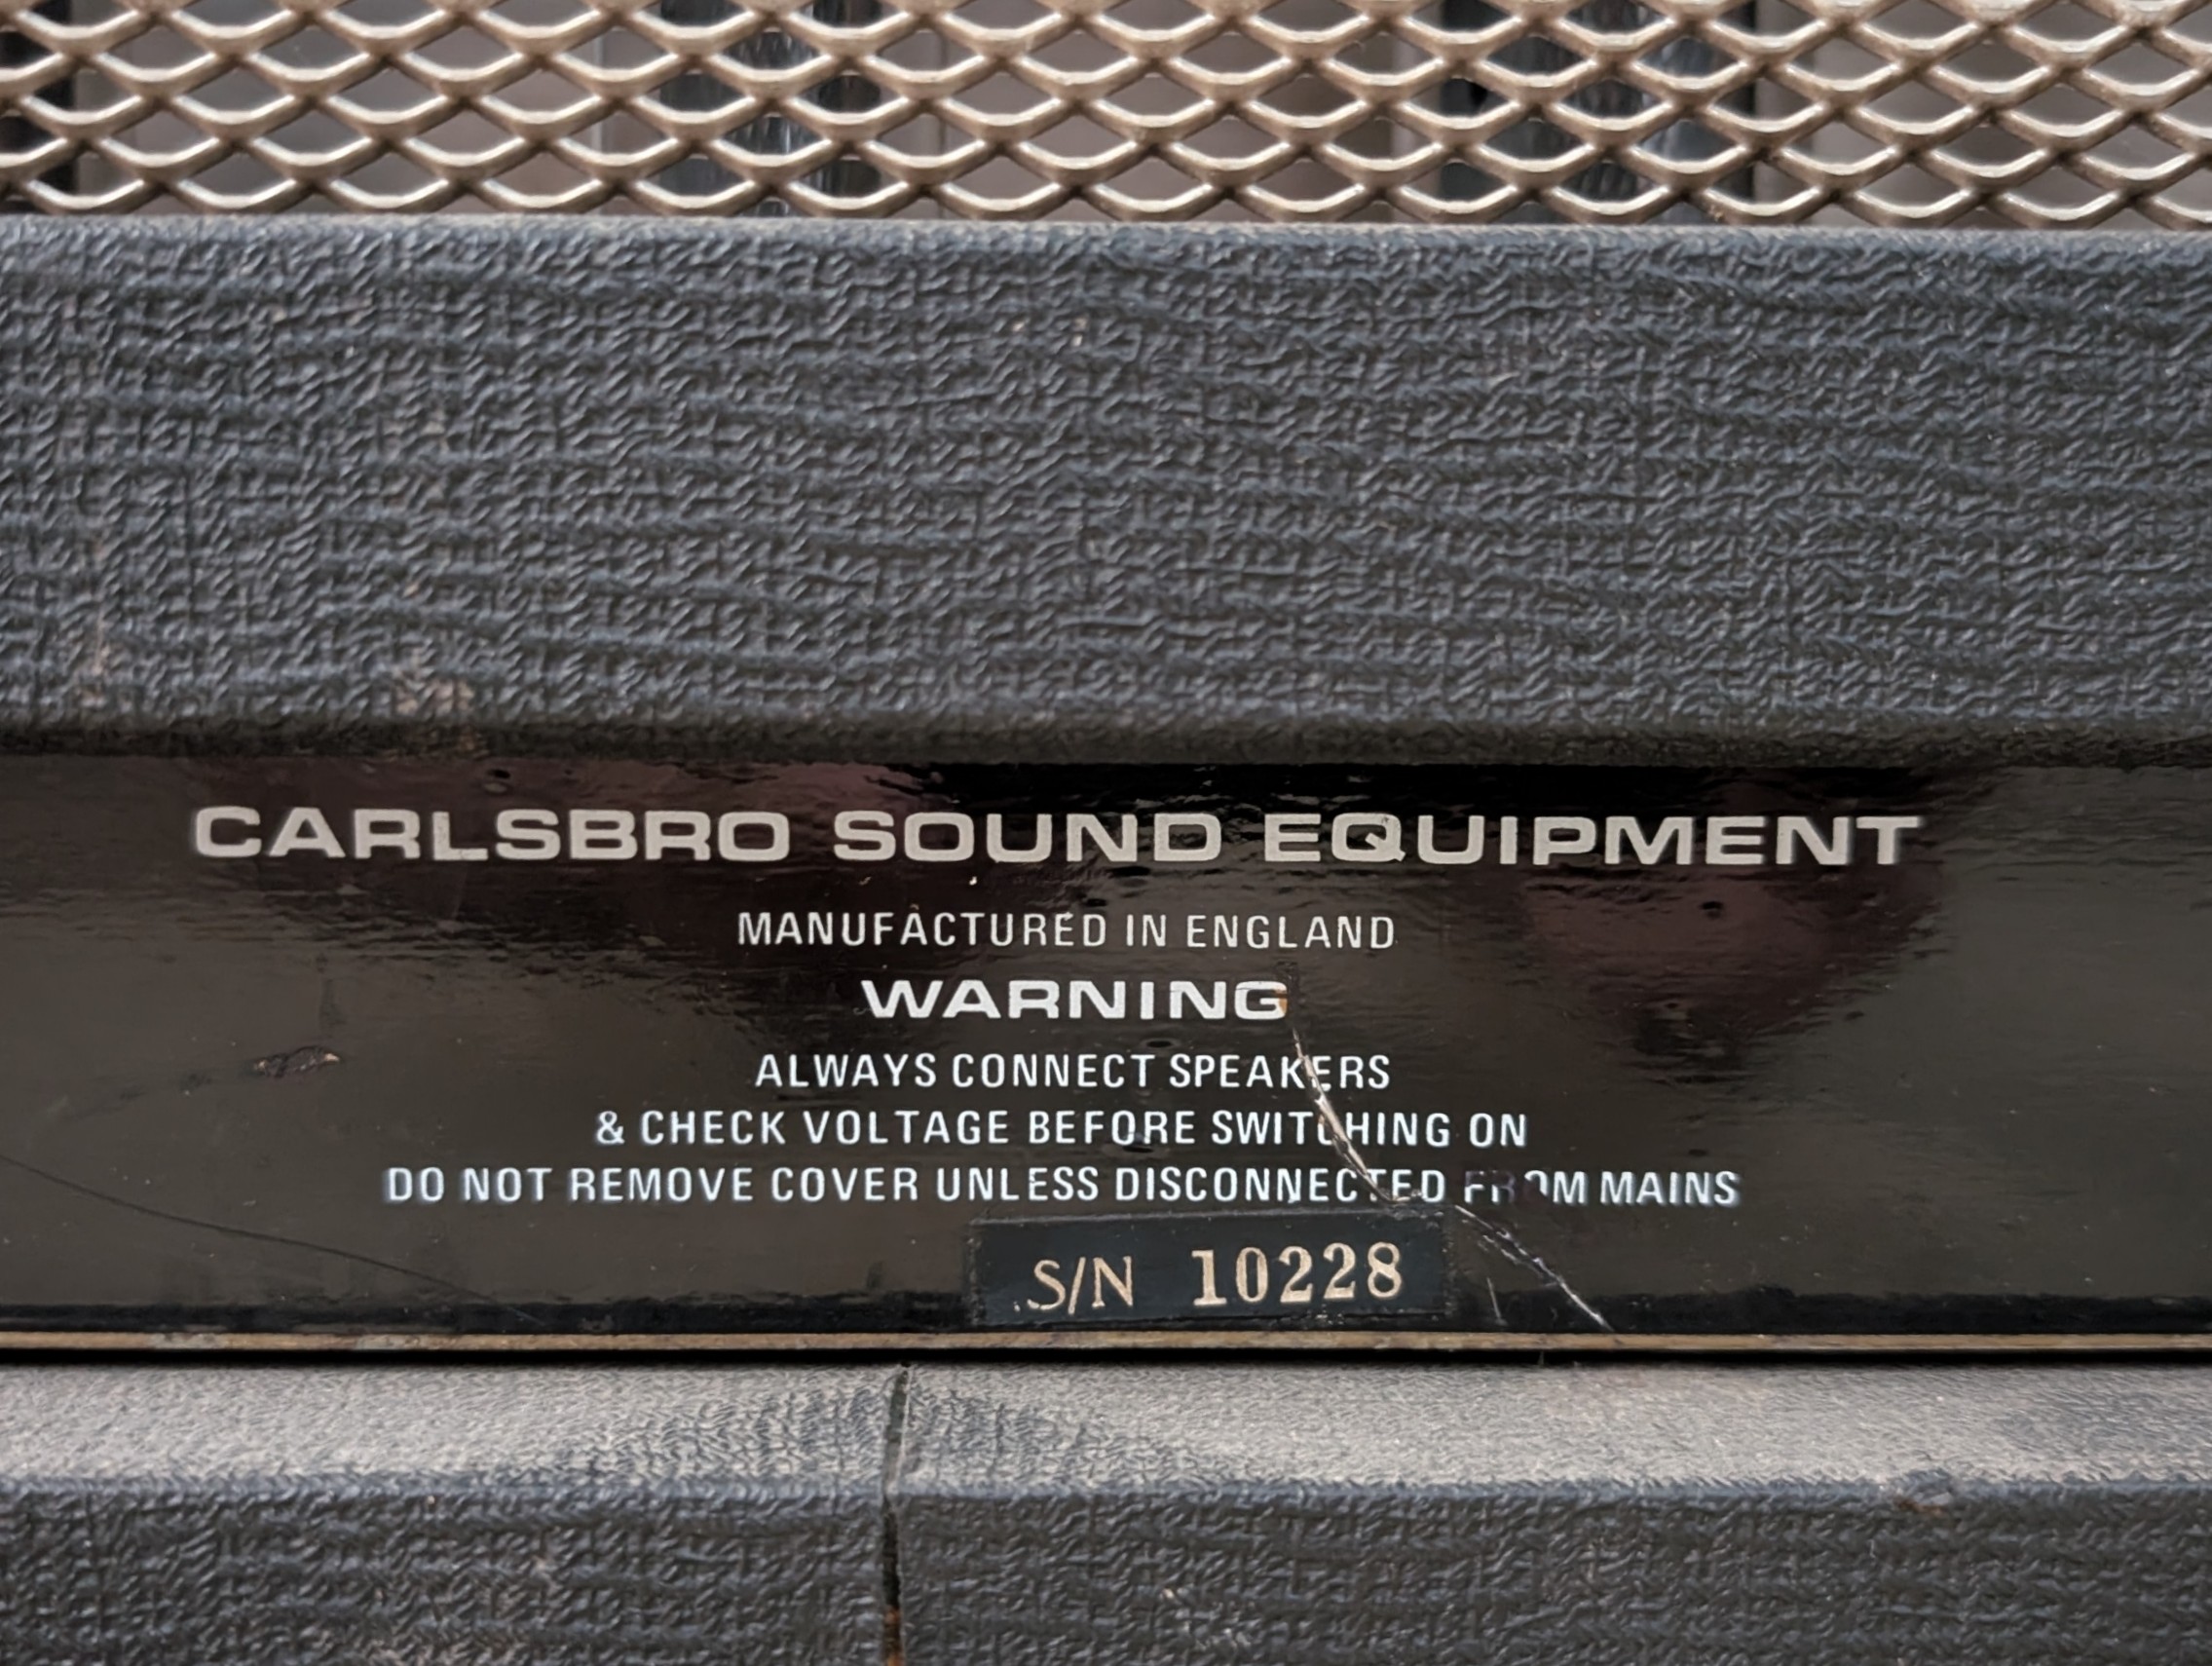 CARLSBRO SOUND EQUIPMENT
MANUFACTURED IN ENGLAND
WARNING
ALWAYS CONNECT SPEAKERS
& CHECK VOLTAGE BEFORE SWITCHING ON
DO NOT REMOVE COVER UNLESS DISCONNECTED FROM MAINS
S/N 10228